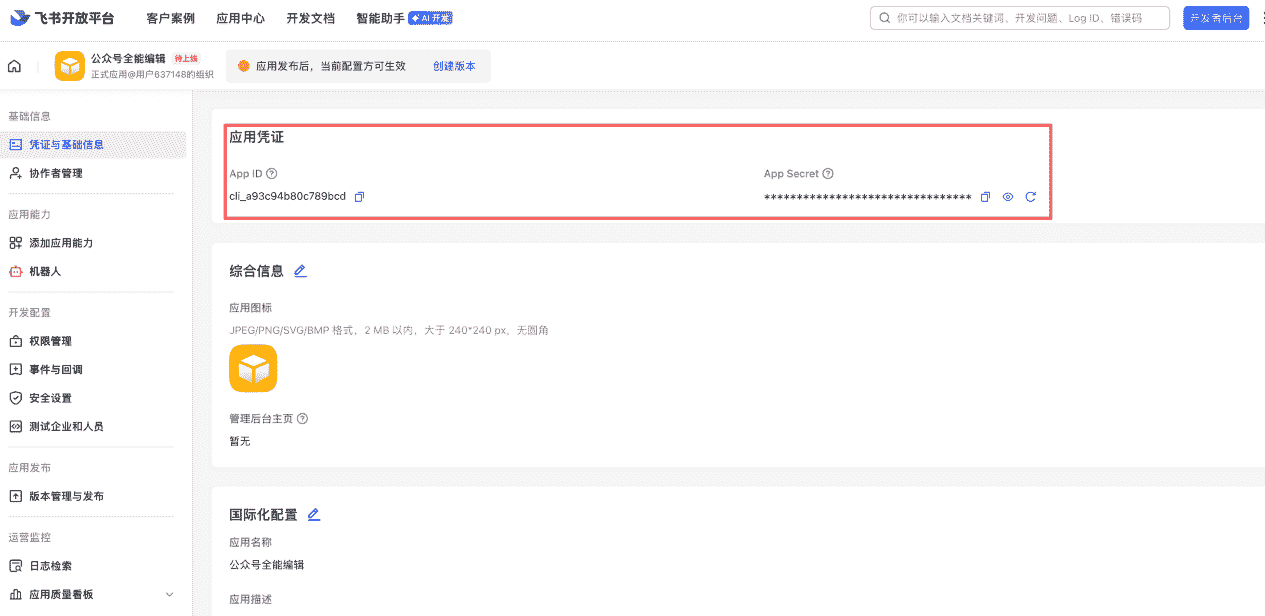 飞书开放平台 客户案例 应用中心 开发文档 智能助手 AI 开发 你可以输入文档关键词、开发问题、Log ID、错误码 开发者后台
公众号全能编辑 待上线
正式应用@用户637148的组织
应用发布后，当前配置方可生效 创建版本
基础信息
凭证与基础信息
协作者管理
应用能力
添加应用能力
机器人
开发配置
权限管理
事件与回调
安全设置
测试企业和人员
应用发布
版本管理与发布
运营监控
日志检索
应用质量看板
应用凭证
App ID App Secret
cli_a93c94b80c789bcd ********************************
综合信息
应用图标
JPEG/PNG/SVG/BMP 格式，2 MB 以内，大于 240*240 px，无圆角
管理后台主页
暂无
国际化配置
应用名称
公众号全能编辑
应用描述